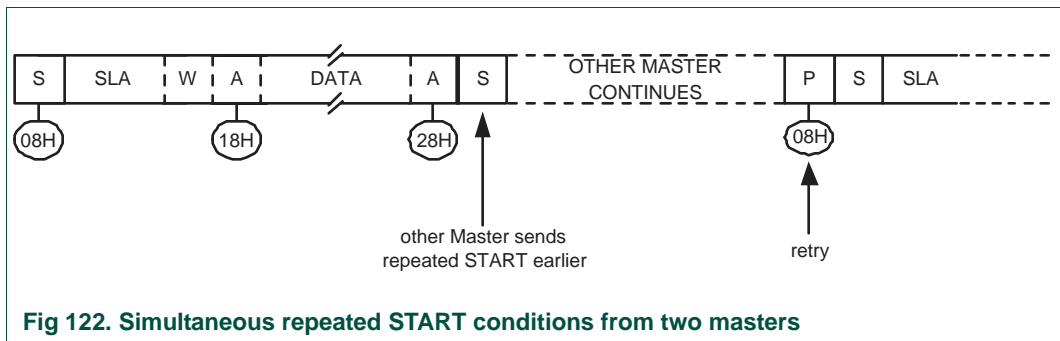 S SLA W A DATA A S OTHER MASTER CONTINUES P S SLA
08H 18H 28H 08H
other Master sends
repeated START earlier
retry
Fig 122. Simultaneous repeated START conditions from two masters